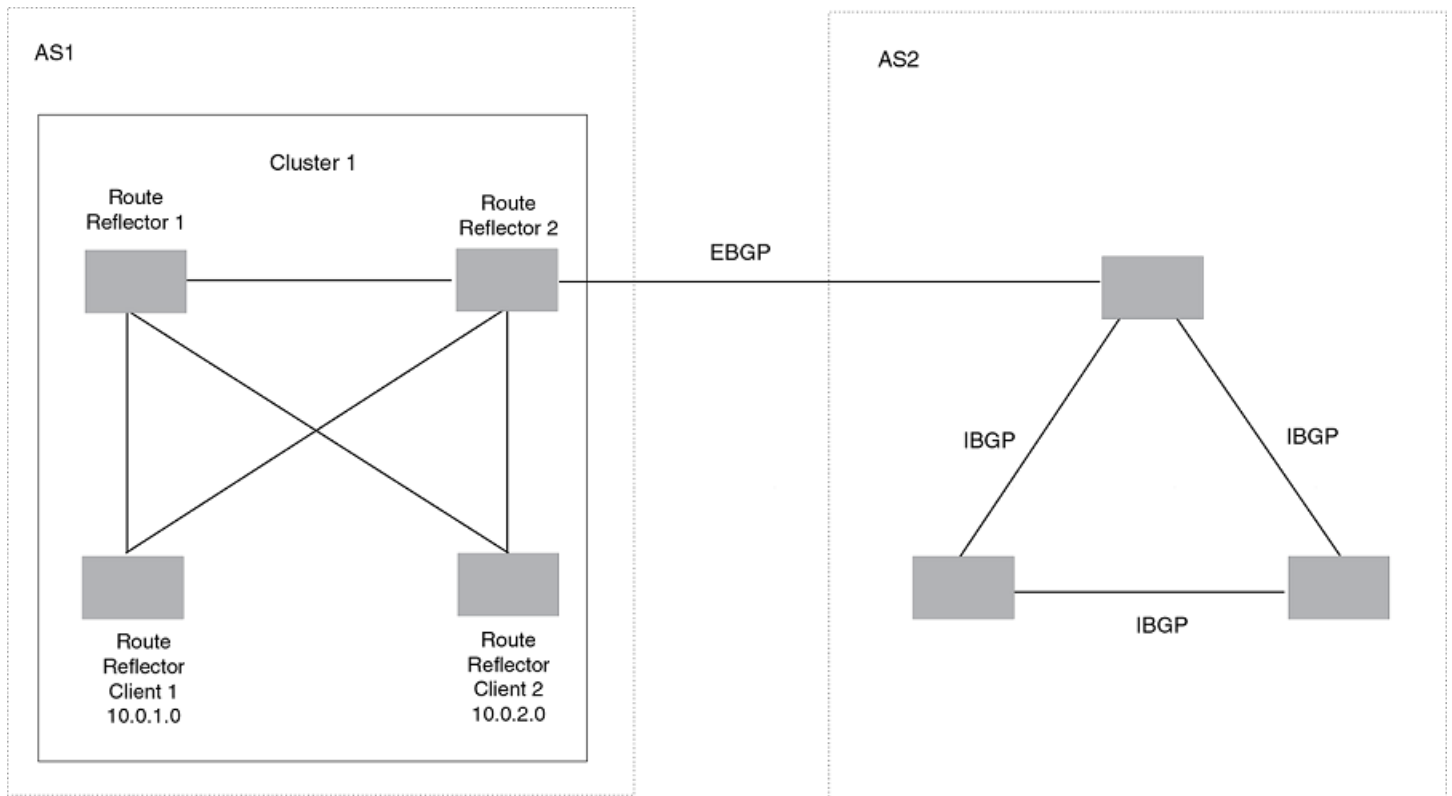 AS1
AS2
Cluster 1
Route
Reflector 1
Route
Reflector 2
EBGP
IBGP
IBGP
IBGP
Route
Reflector
Client 1
10.0.1.0
Route
Reflector
Client 2
10.0.2.0